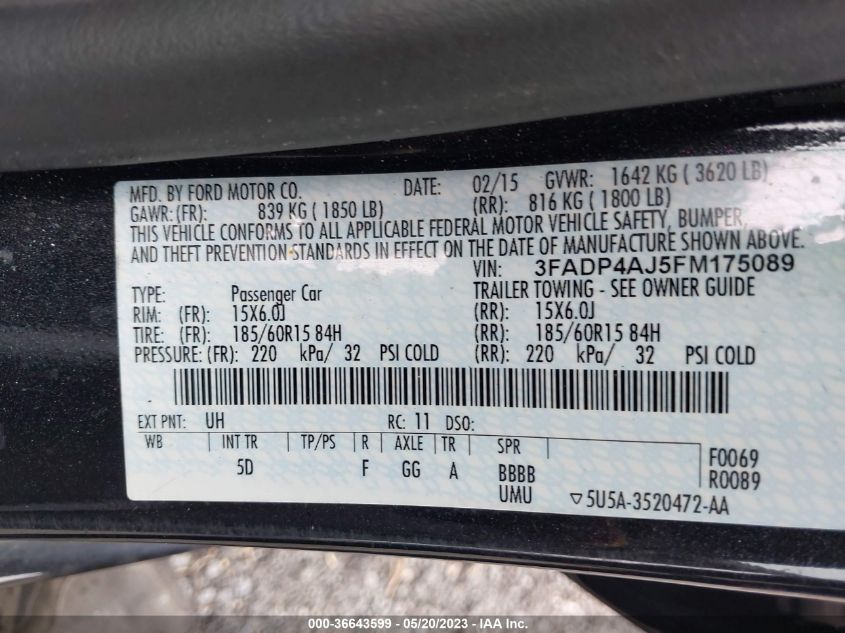 MFD. BY FORD MOTOR CO. DATE: 02/15 GVWR: 1642 KG ( 3620 LB)
GAWR:(FR): 839 KG ( 1850 LB) (RR): 816 KG ( 1800 LB)
THIS VEHICLE CONFORMS TO ALL APPLICABLE FEDERAL MOTOR VEHICLE SAFETY, BUMPER,
AND THEFT PREVENTION STANDARDS IN EFFECT ON THE DATE OF MANUFACTURE SHOWN ABOVE.
VIN: 3FADP4AJ5FM175089
TYPE: Passenger Car TRAILER TOWING - SEE OWNER GUIDE
RIM: (FR): 15X6.0J (RR): 15X6.0J
TIRE: (FR): 185/60R15 84H (RR): 185/60R15 84H
PRESSURE: (FR): 220 kPa/ 32 PSI COLD (RR): 220 kPa/ 32 PSI COLD
EXT PNT: UH RC: 11 DSO:
WB INT TR TP/PS R AXLE TR SPR F0069
5D F GG A BBBB R0089
UMU ▽5U5A-3520472-AA
000-36643599 - 05/20/2023 - IAA Inc.